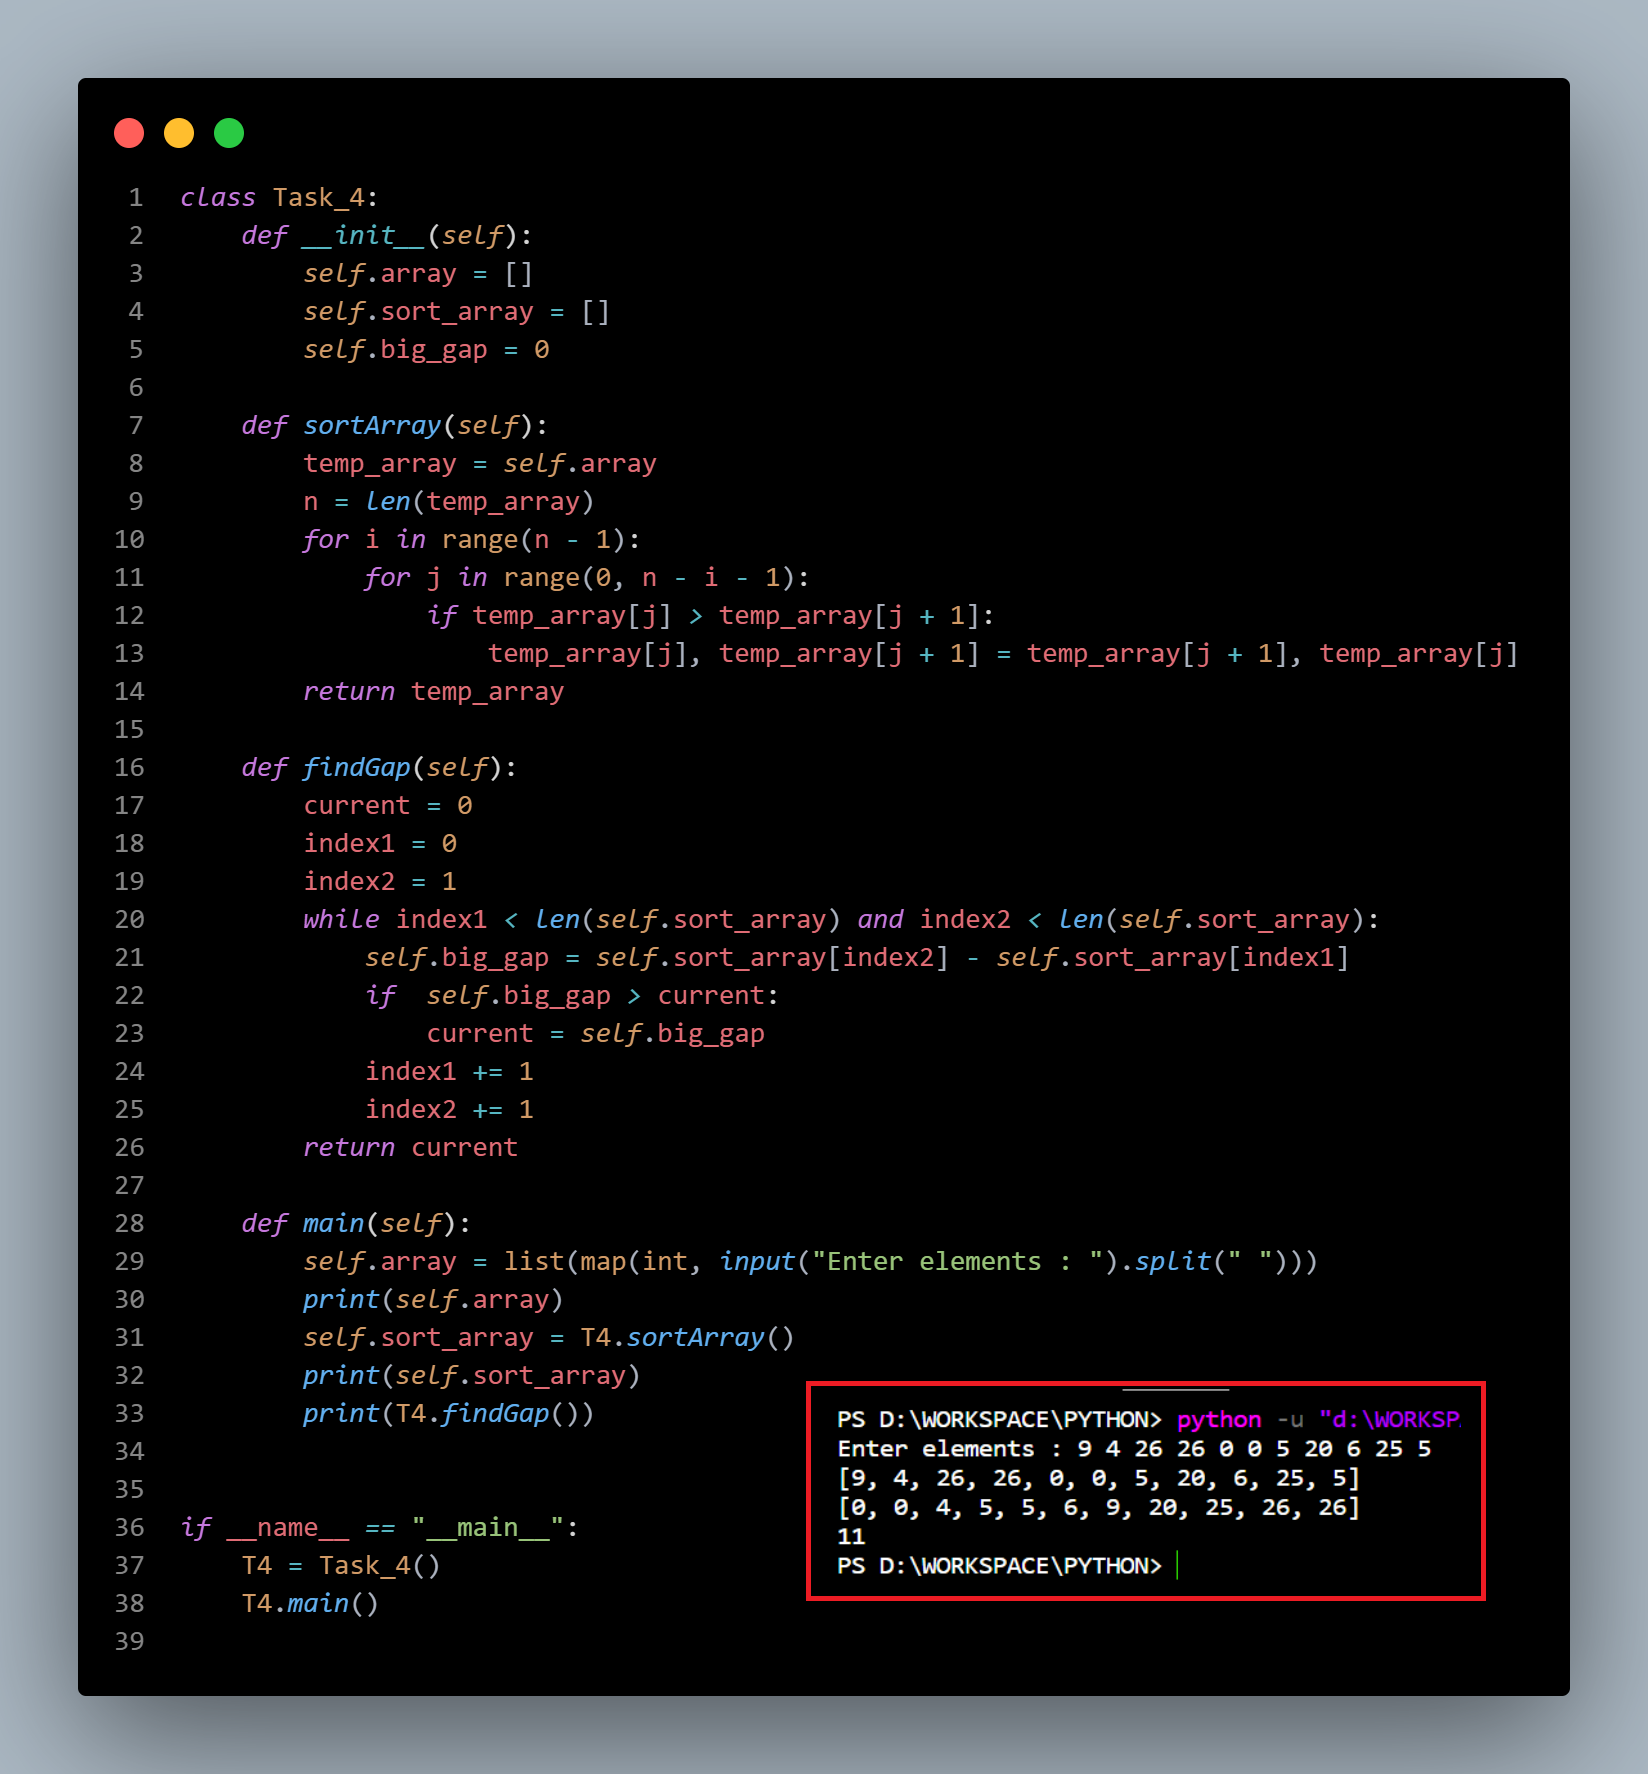 1 class Task_4:
2     def __init__(self):
3         self.array = []
4         self.sort_array = []
5         self.big_gap = 0
6
7     def sortArray(self):
8         temp_array = self.array
9         n = len(temp_array)
10         for i in range(n - 1):
11             for j in range(0, n - i - 1):
12                 if temp_array[j] > temp_array[j + 1]:
13                     temp_array[j], temp_array[j + 1] = temp_array[j + 1], temp_array[j]
14         return temp_array
15
16     def findGap(self):
17         current = 0
18         index1 = 0
19         index2 = 1
20         while index1 < len(self.sort_array) and index2 < len(self.sort_array):
21             self.big_gap = self.sort_array[index2] - self.sort_array[index1]
22             if  self.big_gap > current:
23                 current = self.big_gap
24             index1 += 1
25             index2 += 1
26         return current
27
28     def main(self):
29         self.array = list(map(int, input("Enter elements : ").split(" ")))
30         print(self.array)
31         self.sort_array = T4.sortArray()
32         print(self.sort_array)
33         print(T4.findGap())
34
35
36 if __name__ == "__main__":
37     T4 = Task_4()
38     T4.main()
39
PS D:\WORKSPACE\PYTHON> python -u "d:\WORKSP
Enter elements : 9 4 26 26 0 0 5 20 6 25 5
[9, 4, 26, 26, 0, 0, 5, 20, 6, 25, 5]
[0, 0, 4, 5, 5, 6, 9, 20, 25, 26, 26]
11
PS D:\WORKSPACE\PYTHON>